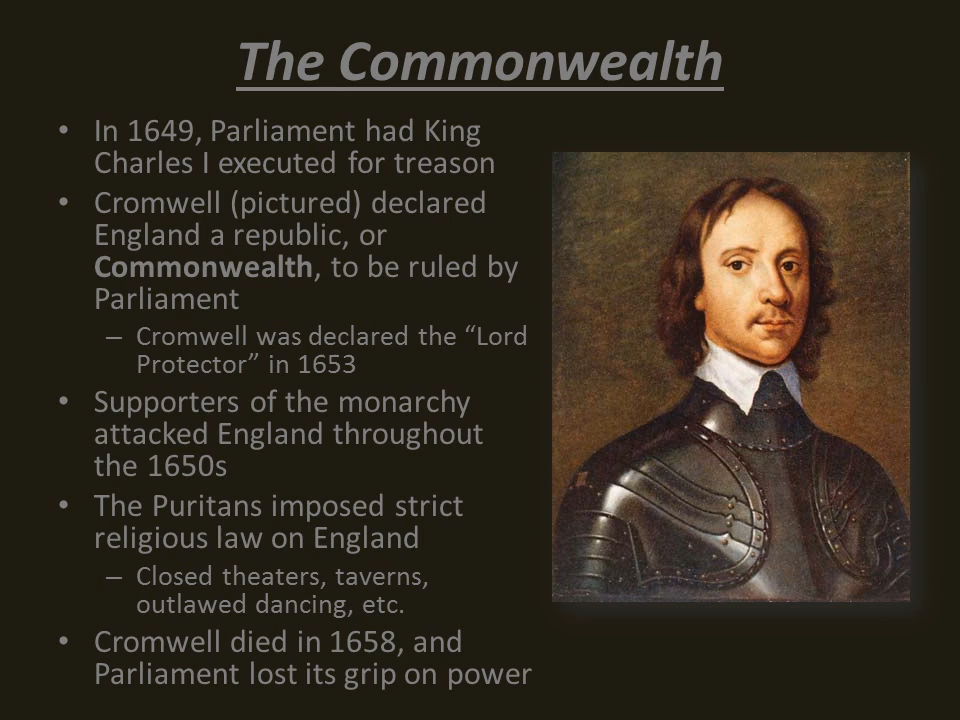 The Commonwealth
• In 1649, Parliament had King
Charles I executed for treason
• Cromwell (pictured) declared
England a republic, or
Commonwealth, to be ruled by
Parliament
– Cromwell was declared the “Lord
Protector” in 1653
• Supporters of the monarchy
attacked England throughout
the 1650s
• The Puritans imposed strict
religious law on England
– Closed theaters, taverns,
outlawed dancing, etc.
• Cromwell died in 1658, and
Parliament lost its grip on power